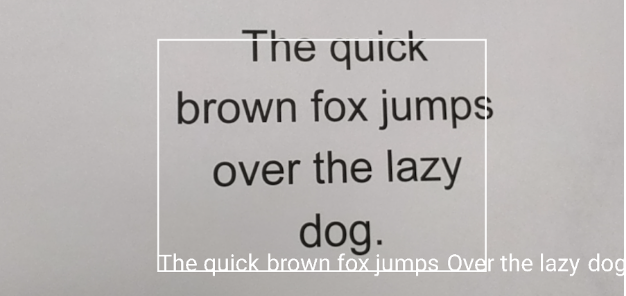 The quick
brown fox jumps
over the lazy
dog.
The quick brown fox jumps Over the lazy dog